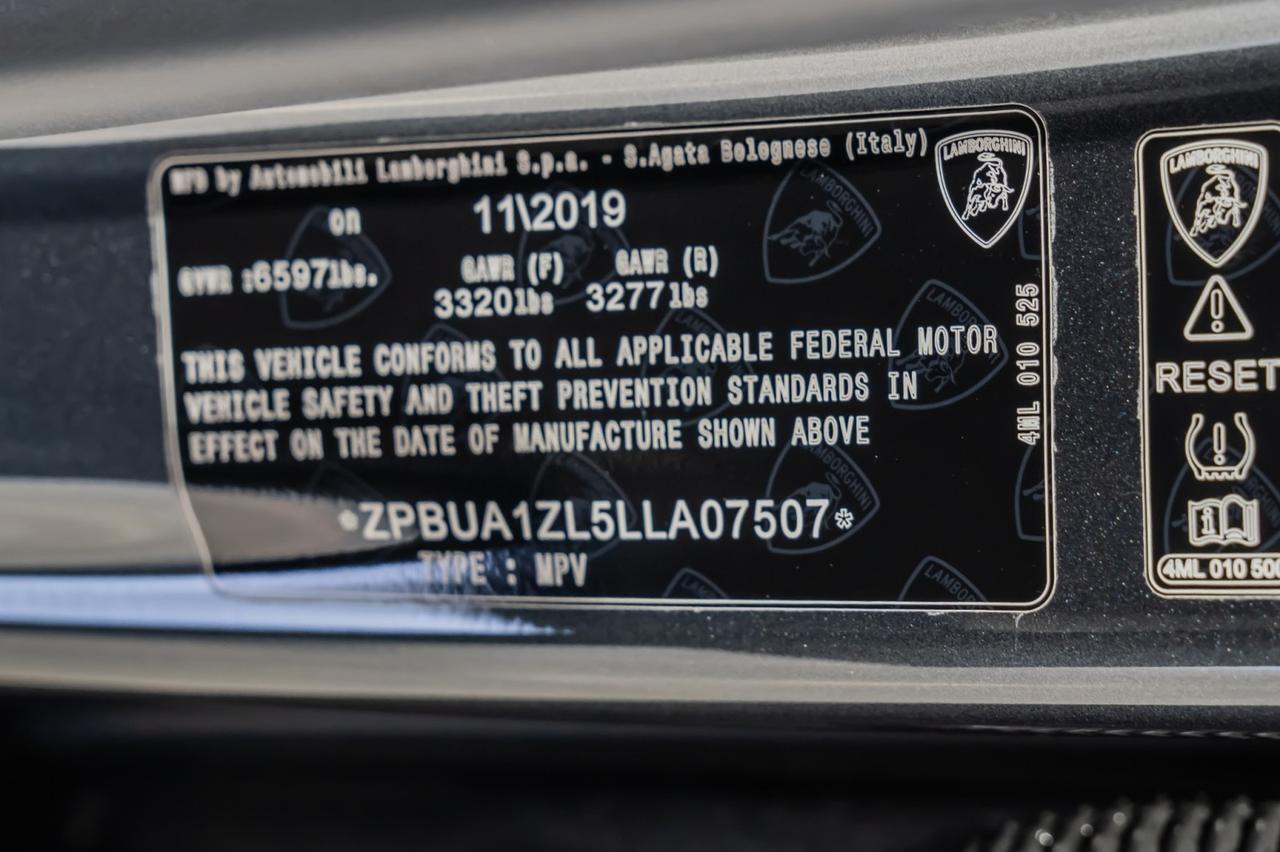 MFD by Automobili Lamborghini S.p.a. - S.Agata Bolognese (Italy)
LAMBORGHINI
on 11\2019
GVWR :6597lbs. GAWR (F) GAWR (R)
3320lbs 3277lbs
THIS VEHICLE CONFORMS TO ALL APPLICABLE FEDERAL MOTOR
VEHICLE SAFETY AND THEFT PREVENTION STANDARDS IN
EFFECT ON THE DATE OF MANUFACTURE SHOWN ABOVE
*ZPBUA1ZL5LLA07507*
TYPE : MPV
4ML 010 525
LAMBORGHINI
RESET
4ML 010 500